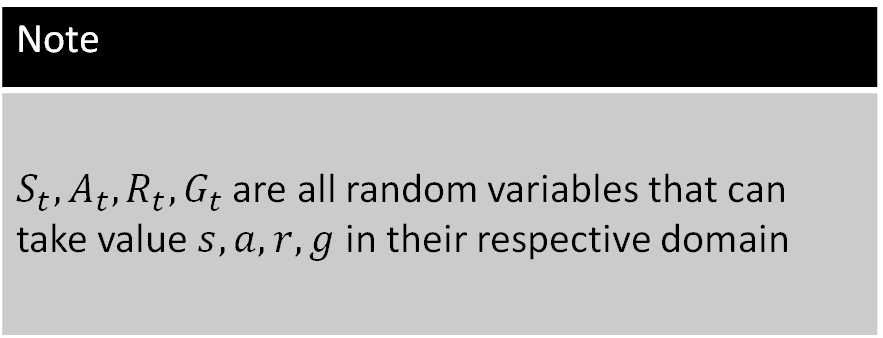 Note
S_t, A_t, R_t, G_t are all random variables that can
take value s, a, r, g in their respective domain